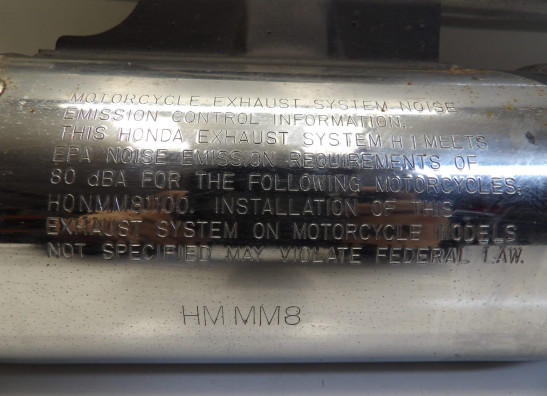 MOTORCYCLE EXHAUST SYSTEM NOISE
EMISSION CONTROL INFORMATION.
THIS HONDA EXHAUST SYSTEM HM MELTS
EPA NOISE EMISSION REQUIREMENTS OF
80 dBA FOR THE FOLLOWING MOTORCYCLES,
INSTALLATION OF THIS
EXHAUST SYSTEM ON MOTORCYCLE MODELS
NOT SPECIFIED MAY VIOLATE FEDERAL LAW.
HM MM8